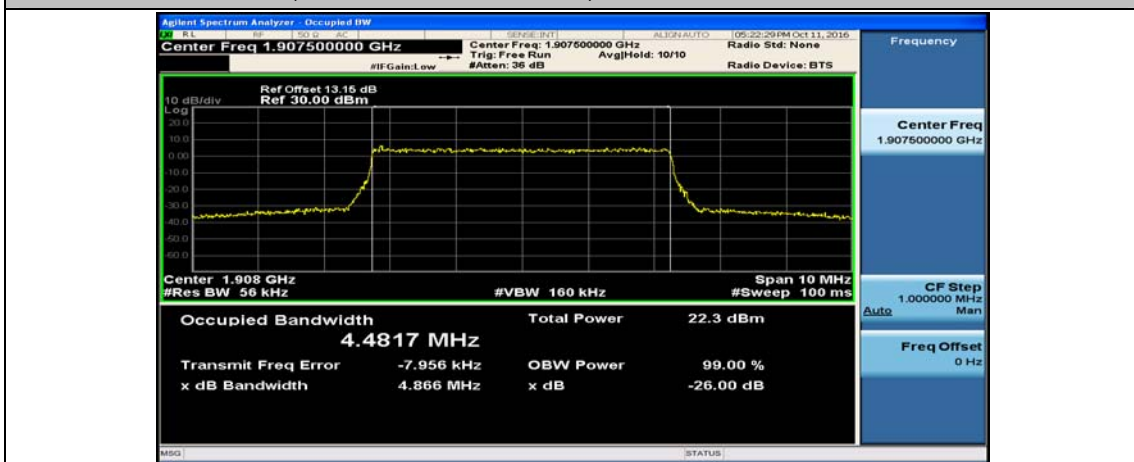 Agilent Spectrum Analyzer - Occupied BW
RL RF 50 Ω AC SENSE:INT ALIGN AUTO 05:22:29 PM Oct 11, 2016
Center Freq 1.907500000 GHz
Center Freq: 1.907500000 GHz
Radio Std: None
Trig: Free Run Avg|Hold: 10/10
#IFGain:Low #Atten: 36 dB Radio Device: BTS
Frequency
Ref Offset 13.15 dB
10 dB/div Ref 30.00 dBm
Log
20.0
10.0
0.00
-10.0
-20.0
-30.0
-40.0
-50.0
-60.0
Center Freq
1.907500000 GHz
Center 1.908 GHz Span 10 MHz
#Res BW 56 kHz #VBW 160 kHz #Sweep 100 ms
CF Step
1.000000 MHz
Auto Man
Occupied Bandwidth Total Power 22.3 dBm
4.4817 MHz
Freq Offset
0 Hz
Transmit Freq Error -7.956 kHz OBW Power 99.00 %
x dB Bandwidth 4.866 MHz x dB -26.00 dB
MSG STATUS